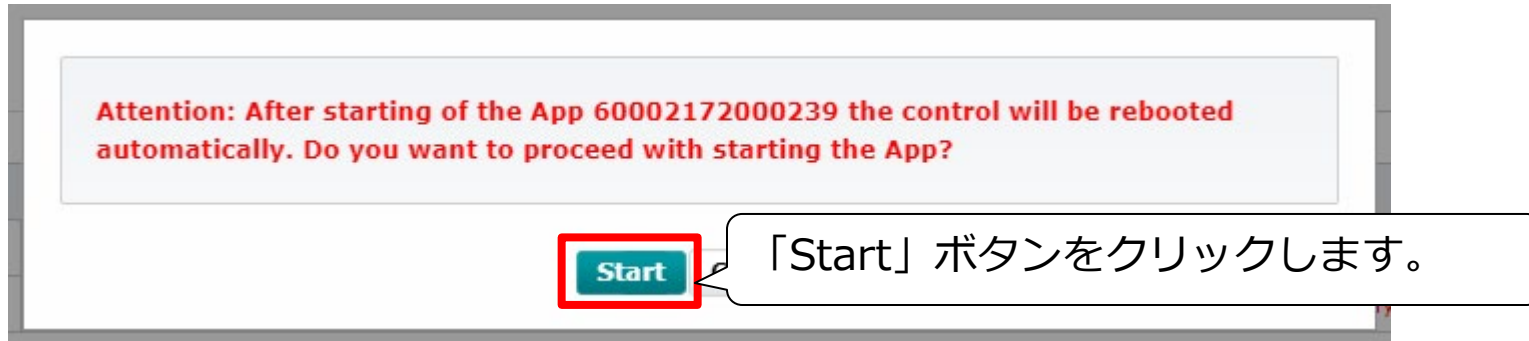 Attention: After starting of the App 60002172000239 the control will be rebooted
automatically. Do you want to proceed with starting the App?
Start
「Start」ボタンをクリックします。